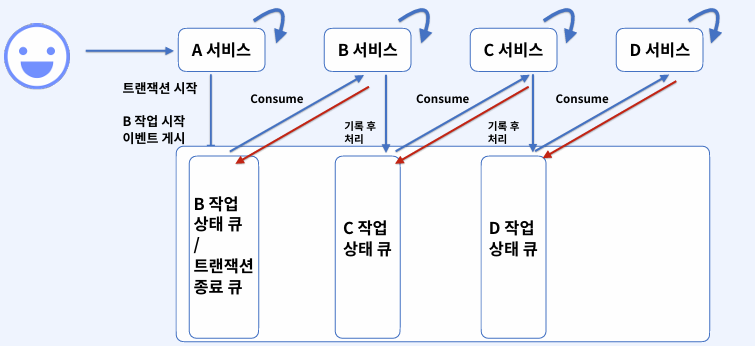 A 서비스
B 서비스
C 서비스
D 서비스
트랜잭션 시작
B 작업 시작
이벤트 게시
Consume
기록 후
처리
Consume
기록 후
처리
Consume
B 작업
상태 큐
/
트랜잭션
종료 큐
C 작업
상태 큐
D 작업
상태 큐